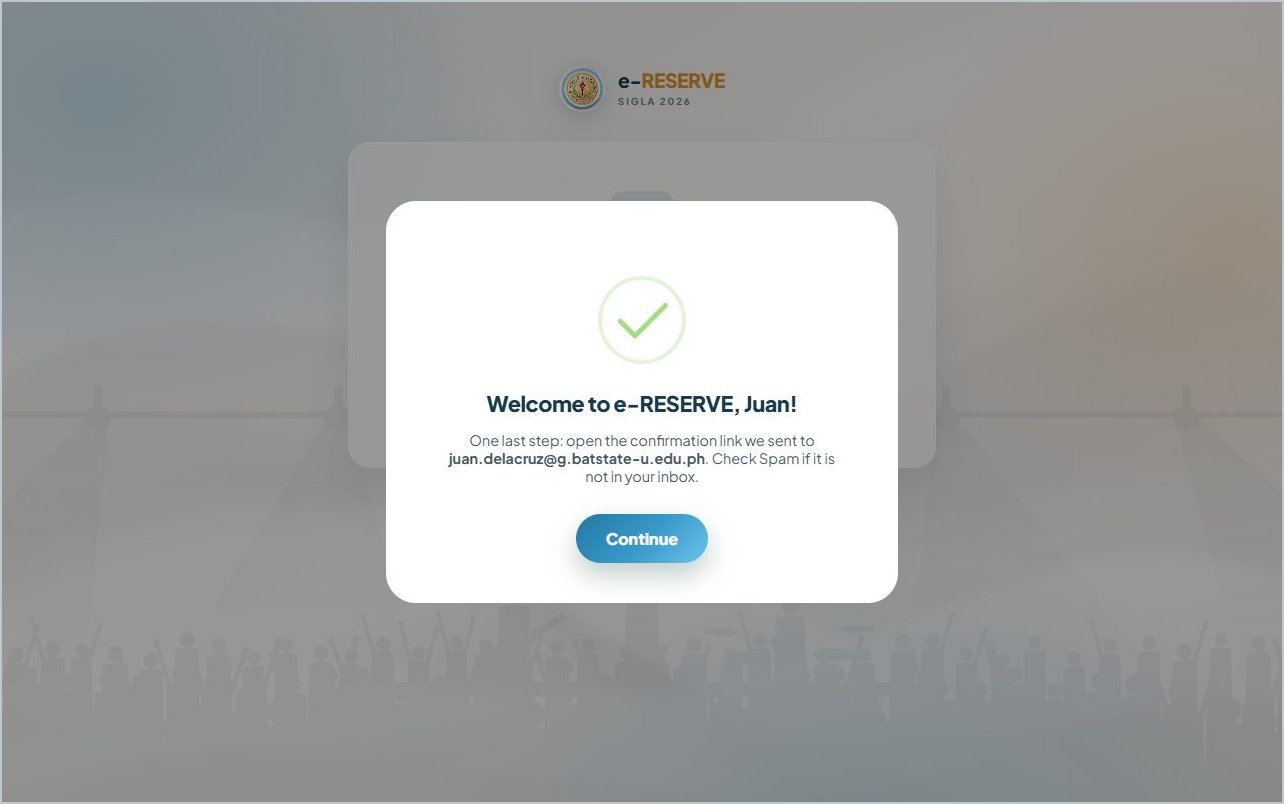 e-RESERVE
SIGLA 2026
Welcome to e-RESERVE, Juan!
One last step: open the confirmation link we sent to
juan.delacruz@g.batstate-u.edu.ph. Check Spam if it is
not in your inbox.
Continue